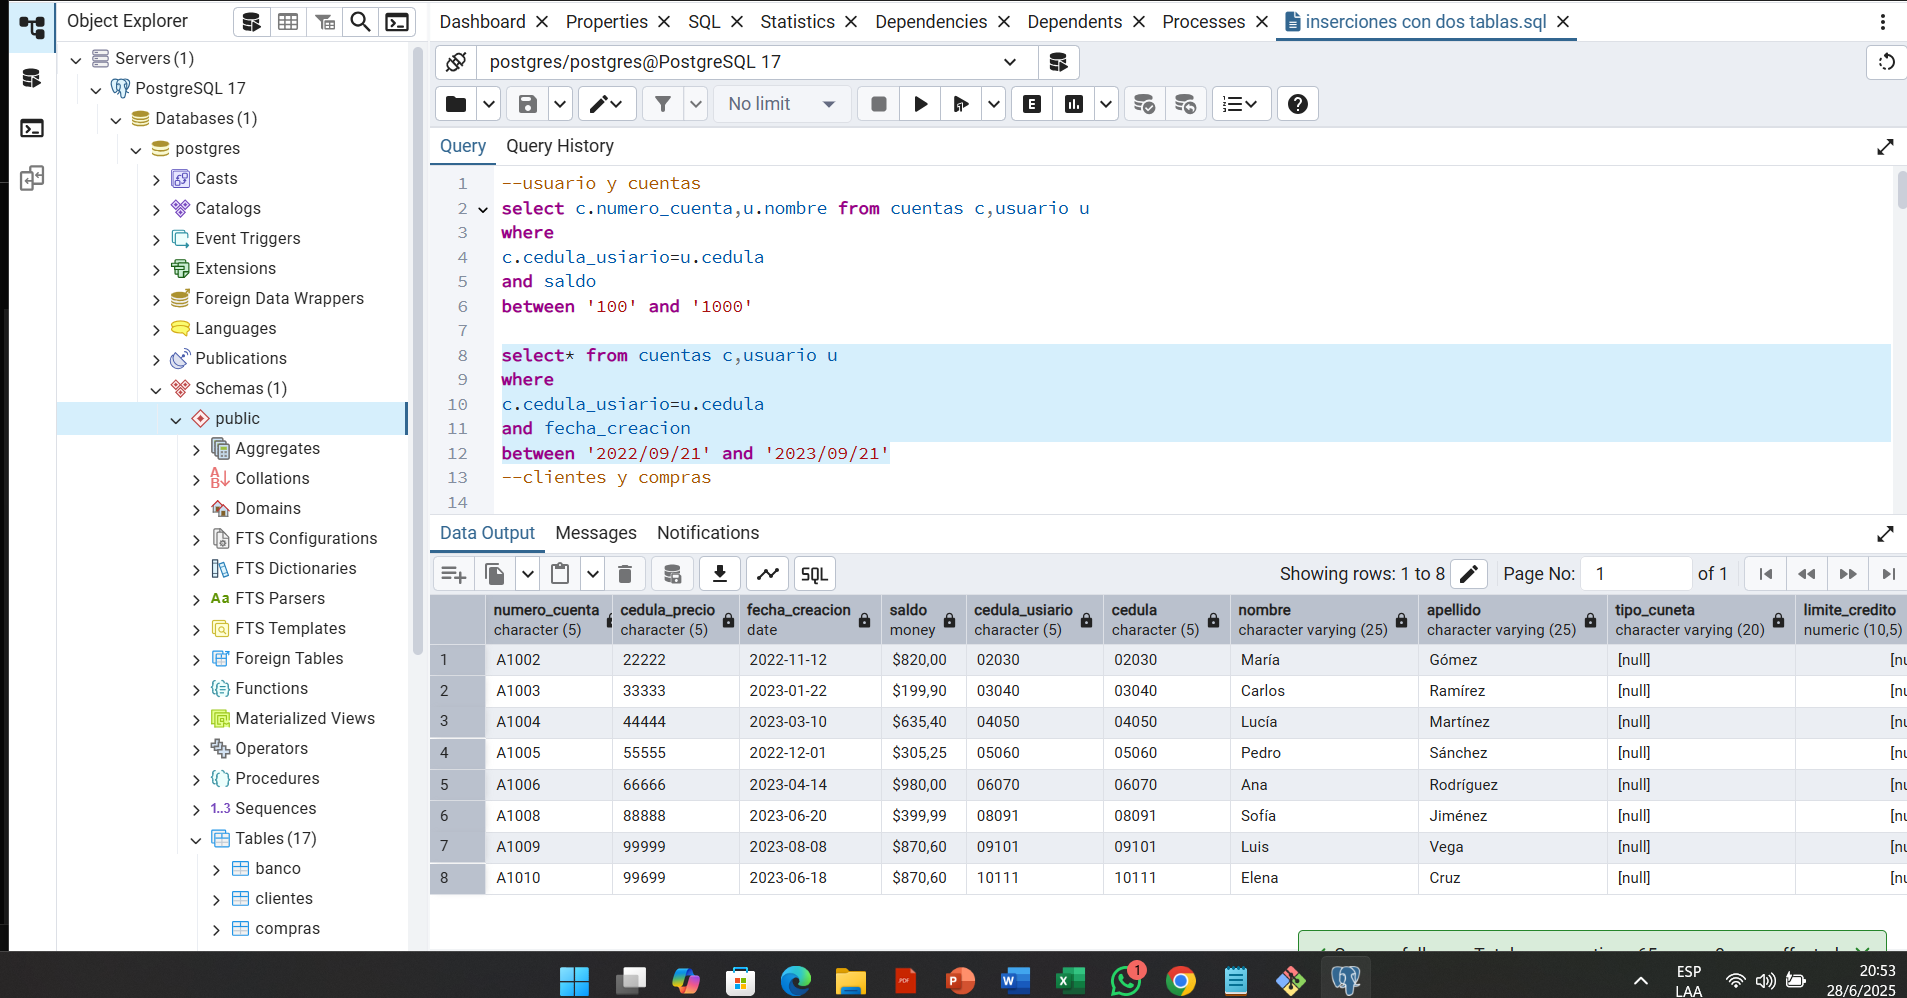 Object Explorer
Servers (1)
PostgreSQL 17
Databases (1)
postgres
Casts
Catalogs
Event Triggers
Extensions
Foreign Data Wrappers
Languages
Publications
Schemas (1)
public
Aggregates
Collations
Domains
FTS Configurations
FTS Dictionaries
Aa FTS Parsers
FTS Templates
Foreign Tables
Functions
Materialized Views
Operators
Procedures
1..3 Sequences
Tables (17)
banco
clientes
compras
Dashboard Properties SQL Statistics Dependencies Dependents Processes inserciones con dos tablas.sql
postgres/postgres@PostgreSQL 17
No limit
Query Query History
1 --usuario y cuentas
2 select c.numero_cuenta,u.nombre from cuentas c,usuario u
3 where
4 c.cedula_usiario=u.cedula
5 and saldo
6 between '100' and '1000'
7
8 select* from cuentas c,usuario u
9 where
10 c.cedula_usiario=u.cedula
11 and fecha_creacion
12 between '2022/09/21' and '2023/09/21'
13 --clientes y compras
14
Data Output Messages Notifications
SQL Showing rows: 1 to 8 Page No: 1 of 1
numero_cuenta cedula_precio fecha_creacion saldo cedula_usiario cedula nombre apellido tipo_cuneta limite_credito
character (5) character (5) date money character (5) character (5) character varying (25) character varying (25) character varying (20) numeric (10,5)
1 A1002 22222 2022-11-12 $820,00 02030 02030 María Gómez [null] [nu
2 A1003 33333 2023-01-22 $199,90 03040 03040 Carlos Ramírez [null] [nu
3 A1004 44444 2023-03-10 $635,40 04050 04050 Lucía Martínez [null] [nu
4 A1005 55555 2022-12-01 $305,25 05060 05060 Pedro Sánchez [null] [nu
5 A1006 66666 2023-04-14 $980,00 06070 06070 Ana Rodríguez [null] [nu
6 A1008 88888 2023-06-20 $399,99 08091 08091 Sofía Jiménez [null] [nu
7 A1009 99999 2023-08-08 $870,60 09101 09101 Luis Vega [null] [nu
8 A1010 99699 2023-06-18 $870,60 10111 10111 Elena Cruz [null] [nu
1
ESP
LAA
20:53
28/6/2025